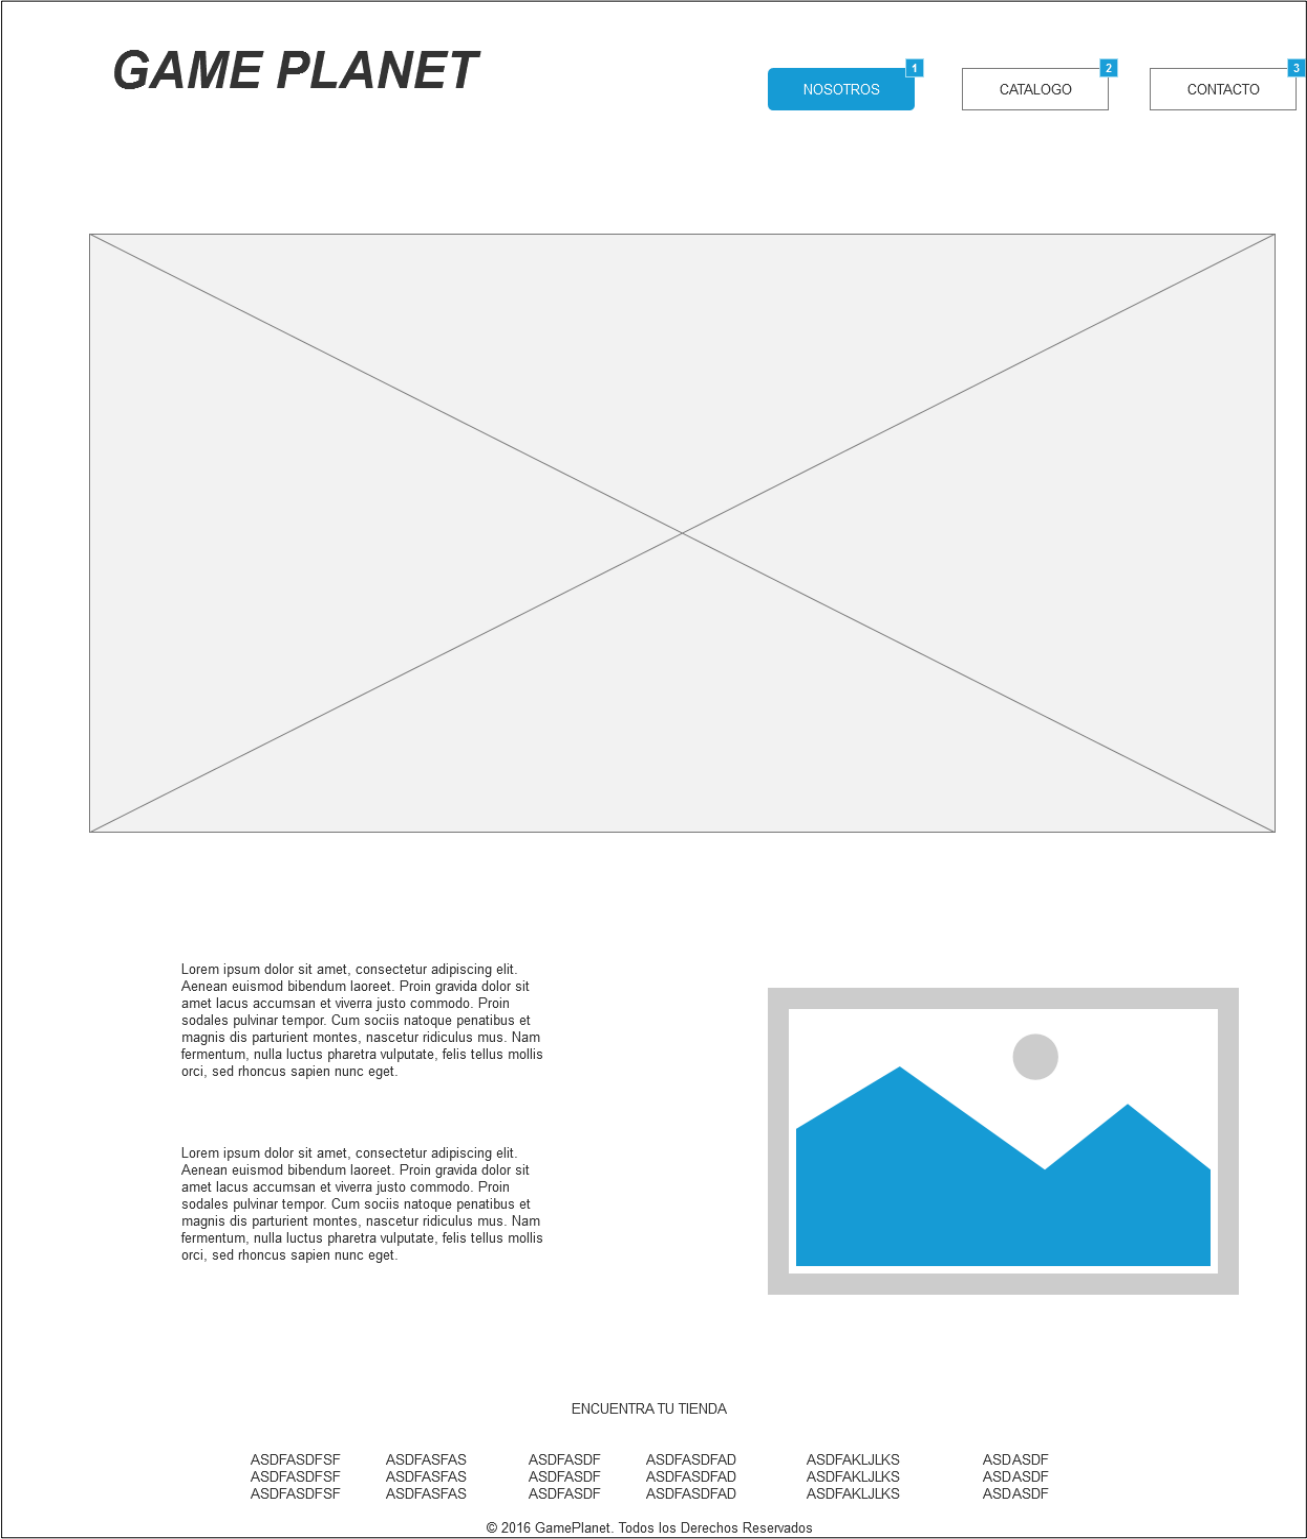 GAME PLANET
1
2
3
NOSOTROS
CATALOGO
CONTACTO
Lorem ipsum dolor sit amet, consectetur adipiscing elit.
Aenean euismod bibendum laoreet. Proin gravida dolor sit
amet lacus accumsan et viverra justo commodo. Proin
sodales pulvinar tempor. Cum sociis natoque penatibus et
magnis dis parturient montes, nascetur ridiculus mus. Nam
fermentum, nulla luctus pharetra vulputate, felis tellus mollis
orci, sed rhoncus sapien nunc eget.
Lorem ipsum dolor sit amet, consectetur adipiscing elit.
Aenean euismod bibendum laoreet. Proin gravida dolor sit
amet lacus accumsan et viverra justo commodo. Proin
sodales pulvinar tempor. Cum sociis natoque penatibus et
magnis dis parturient montes, nascetur ridiculus mus. Nam
fermentum, nulla luctus pharetra vulputate, felis tellus mollis
orci, sed rhoncus sapien nunc eget.
ENCUENTRA TU TIENDA
ASDFASDFSF ASDFASFAS ASDFASDF ASDFASDFAD ASDFAKLJLKS ASDASDF
ASDFASDFSF ASDFASFAS ASDFASDF ASDFASDFAD ASDFAKLJLKS ASDASDF
ASDFASDFSF ASDFASFAS ASDFASDF ASDFASDFAD ASDFAKLJLKS ASDASDF
© 2016 GamePlanet. Todos los Derechos Reservados